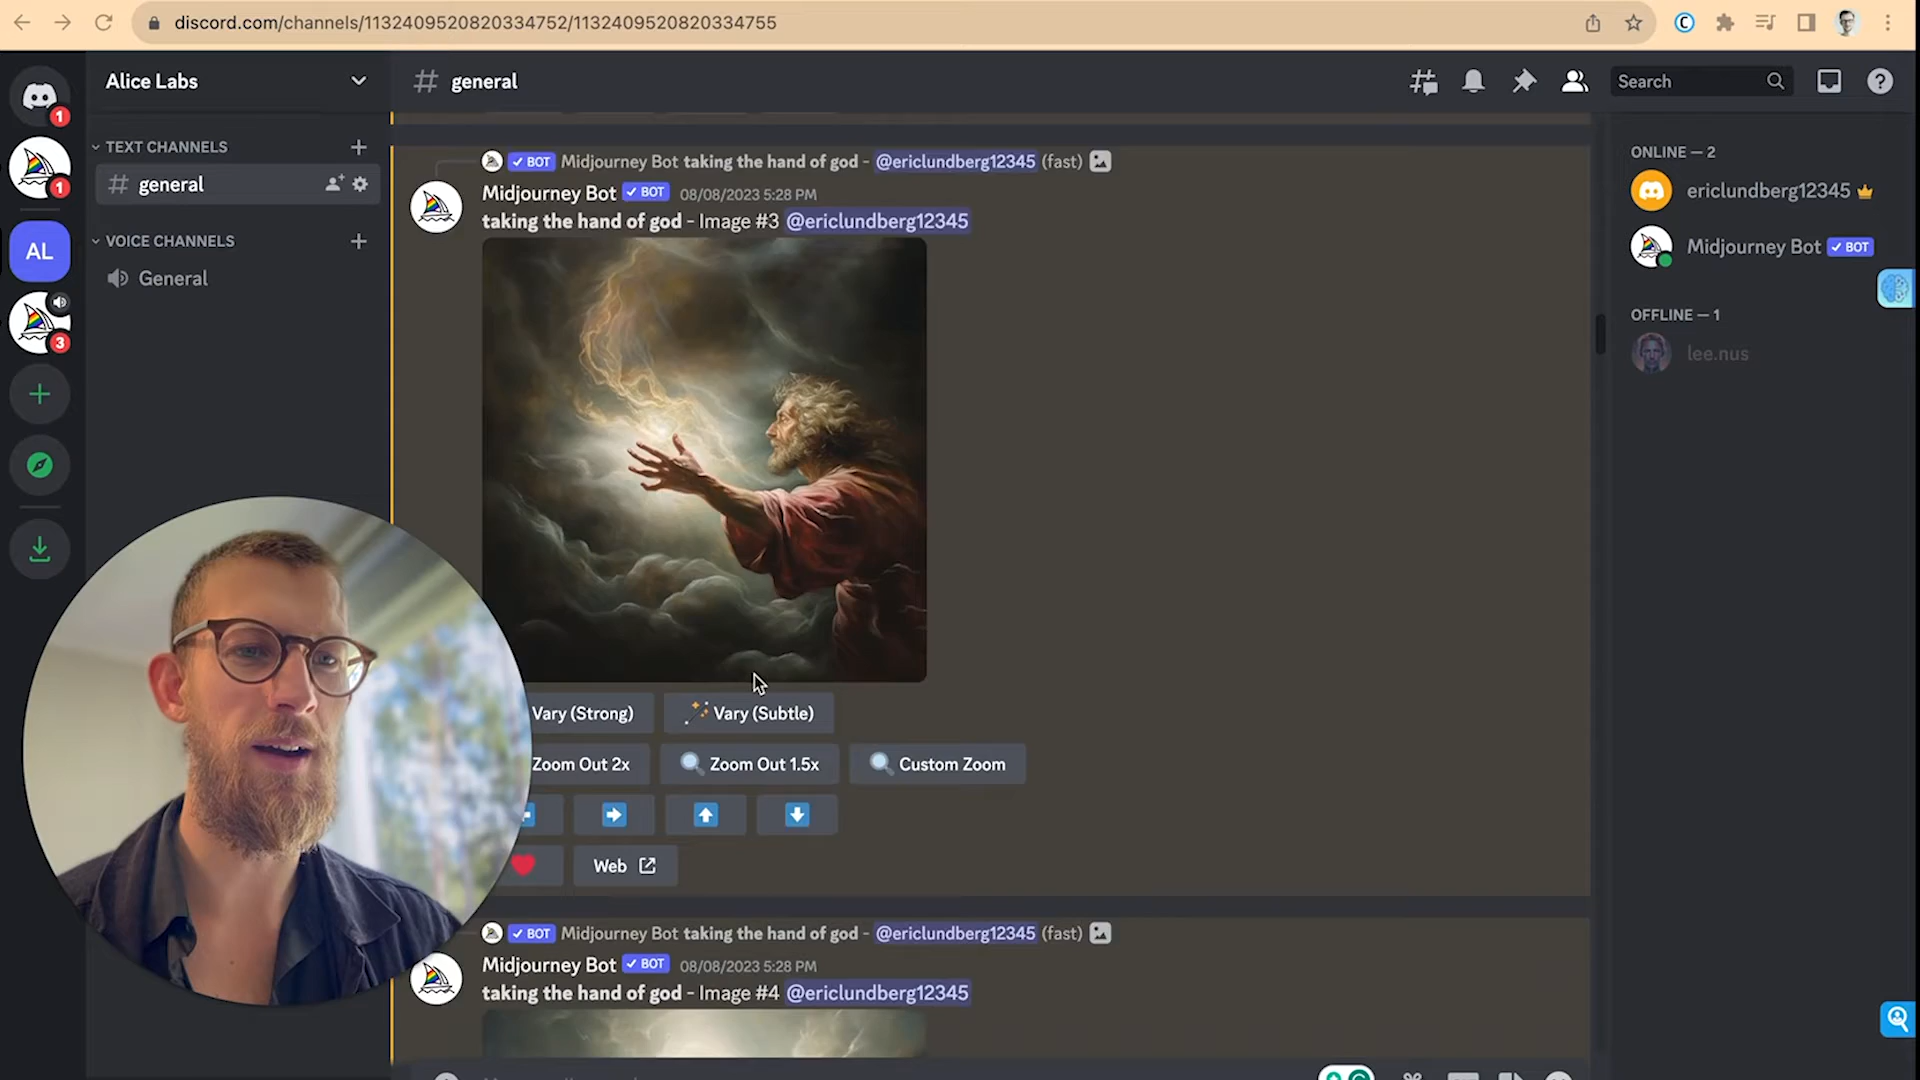 discord.com/channels/1132409520820334752/1132409520820334755
Alice Labs
# general
Search
1
1
AL
3
TEXT CHANNELS
# general
VOICE CHANNELS
General
BOT Midjourney Bot taking the hand of god - @ericlundberg12345 (fast)
Midjourney Bot BOT 08/08/2023 5:28 PM
taking the hand of god - Image #3 @ericlundberg12345
Vary (Strong) Vary (Subtle)
Zoom Out 2x Zoom Out 1.5x Custom Zoom
Web
BOT Midjourney Bot taking the hand of god - @ericlundberg12345 (fast)
Midjourney Bot BOT 08/08/2023 5:28 PM
taking the hand of god - Image #4 @ericlundberg12345
ONLINE — 2
ericlundberg12345
Midjourney Bot BOT
OFFLINE — 1
lee.nus